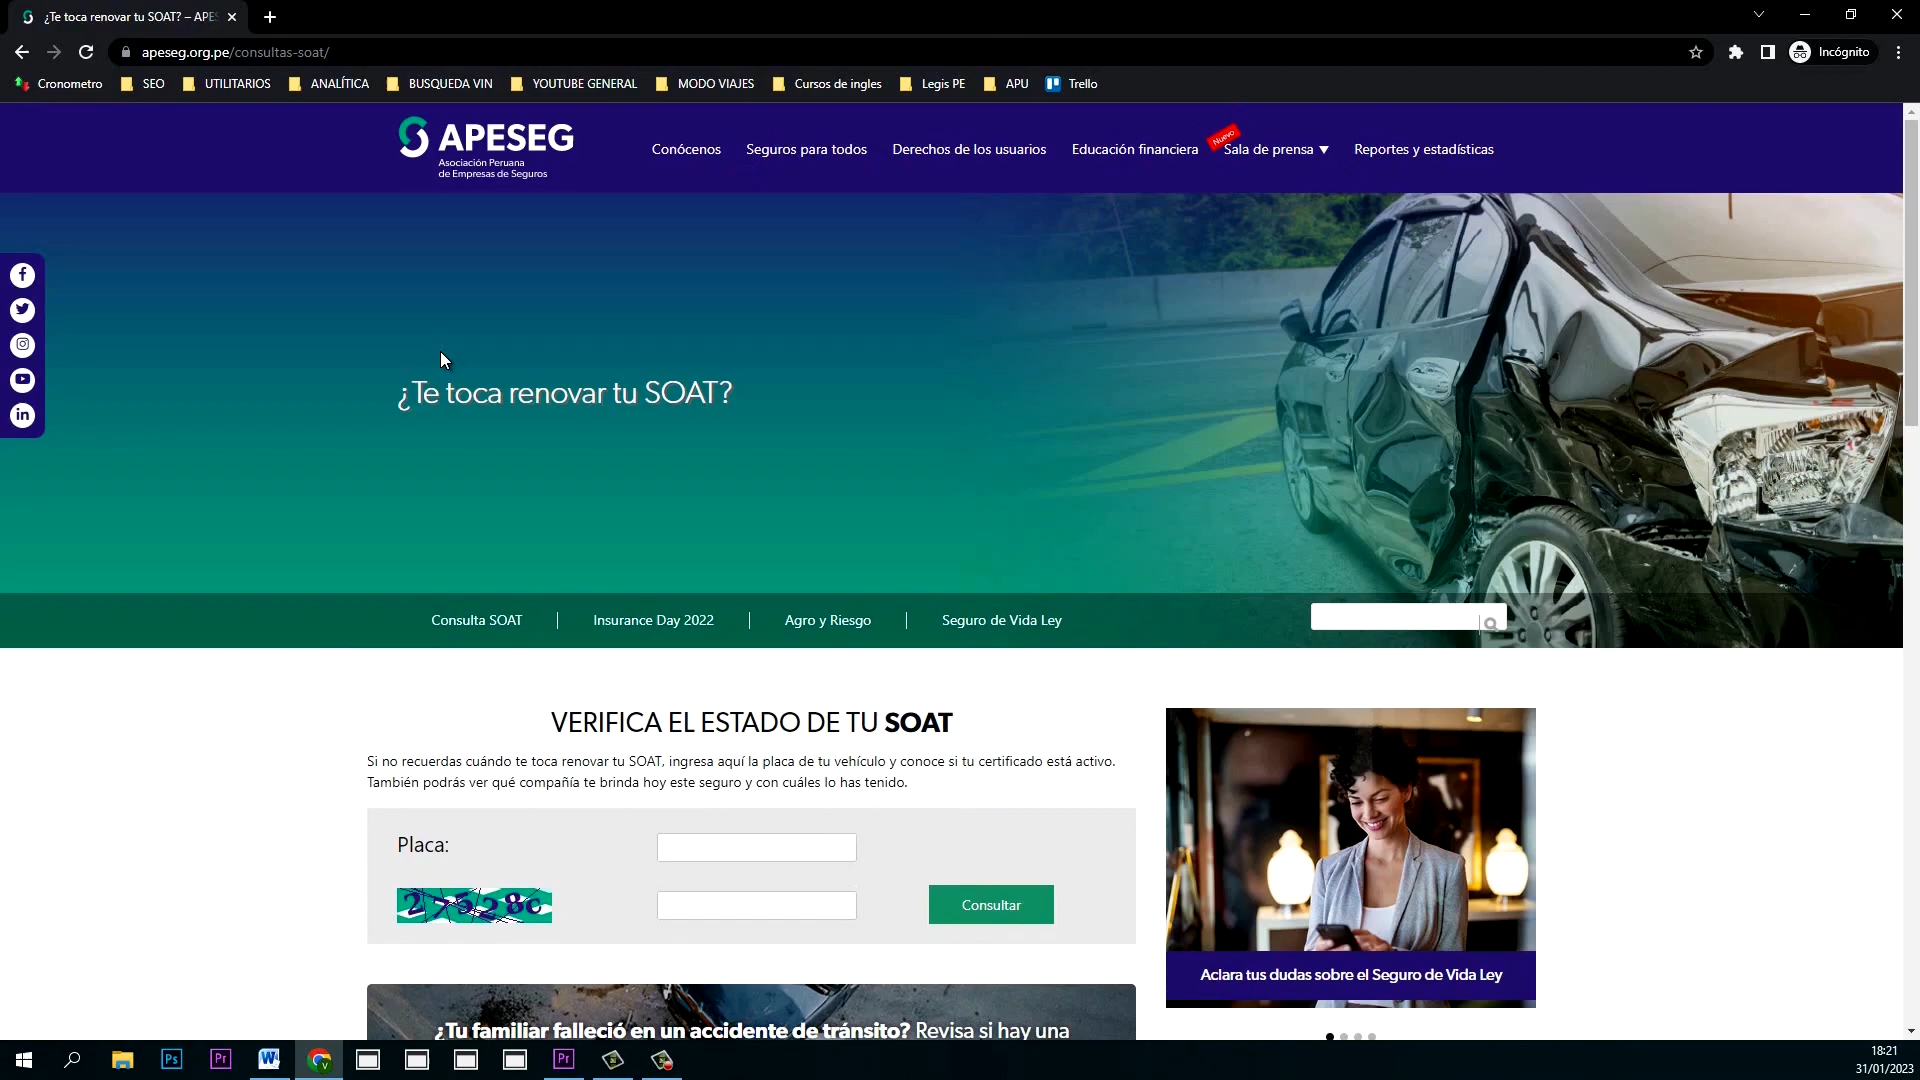 ¿Te toca renovar tu SOAT? – APES
apeseg.org.pe/consultas-soat/
Incógnito
Cronometro SEO UTILITARIOS ANALÍTICA BUSQUEDA VIN YOUTUBE GENERAL MODO VIAJES Cursos de ingles Legis PE APU Trello
APESEG
Asociación Peruana
de Empresas de Seguros
Conócenos Seguros para todos Derechos de los usuarios Educación financiera Nuevo Sala de prensa ▼ Reportes y estadísticas
¿Te toca renovar tu SOAT?
Consulta SOAT | Insurance Day 2022 | Agro y Riesgo | Seguro de Vida Ley
VERIFICA EL ESTADO DE TU SOAT
Si no recuerdas cuándo te toca renovar tu SOAT, ingresa aquí la placa de tu vehículo y conoce si tu certificado está activo.
También podrás ver qué compañía te brinda hoy este seguro y con cuáles lo has tenido.
Placa:
27528c
Consultar
Aclara tus dudas sobre el Seguro de Vida Ley
¿Tu familiar falleció en un accidente de tránsito? Revisa si hay una
Ps Pr W V Pr
18:21
31/01/2023